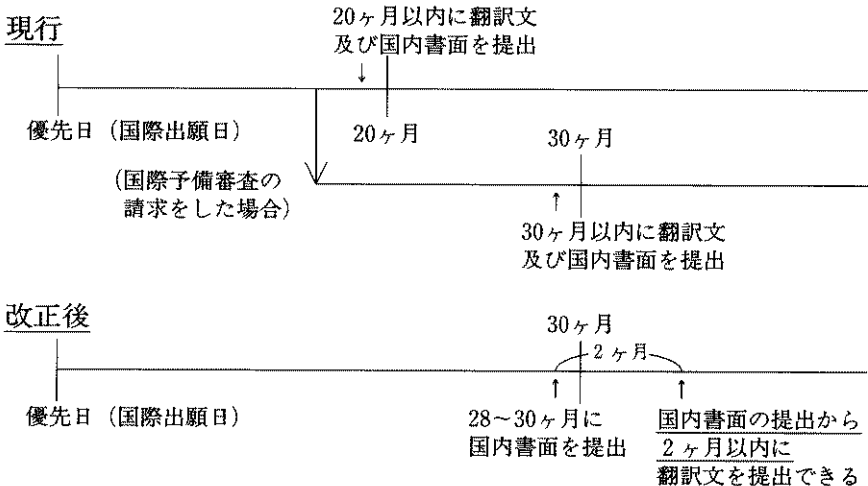 現行
20ヶ月以内に翻訳文
及び国内書面を提出
↓
優先日（国際出願日）
20ヶ月
30ヶ月
（国際予備審査の
請求をした場合）
↑
30ヶ月以内に翻訳文
及び国内書面を提出
改正後
30ヶ月
2ヶ月
↑
↑
優先日（国際出願日）
28～30ヶ月に
国内書面を提出
国内書面の提出から
2ヶ月以内に
翻訳文を提出できる